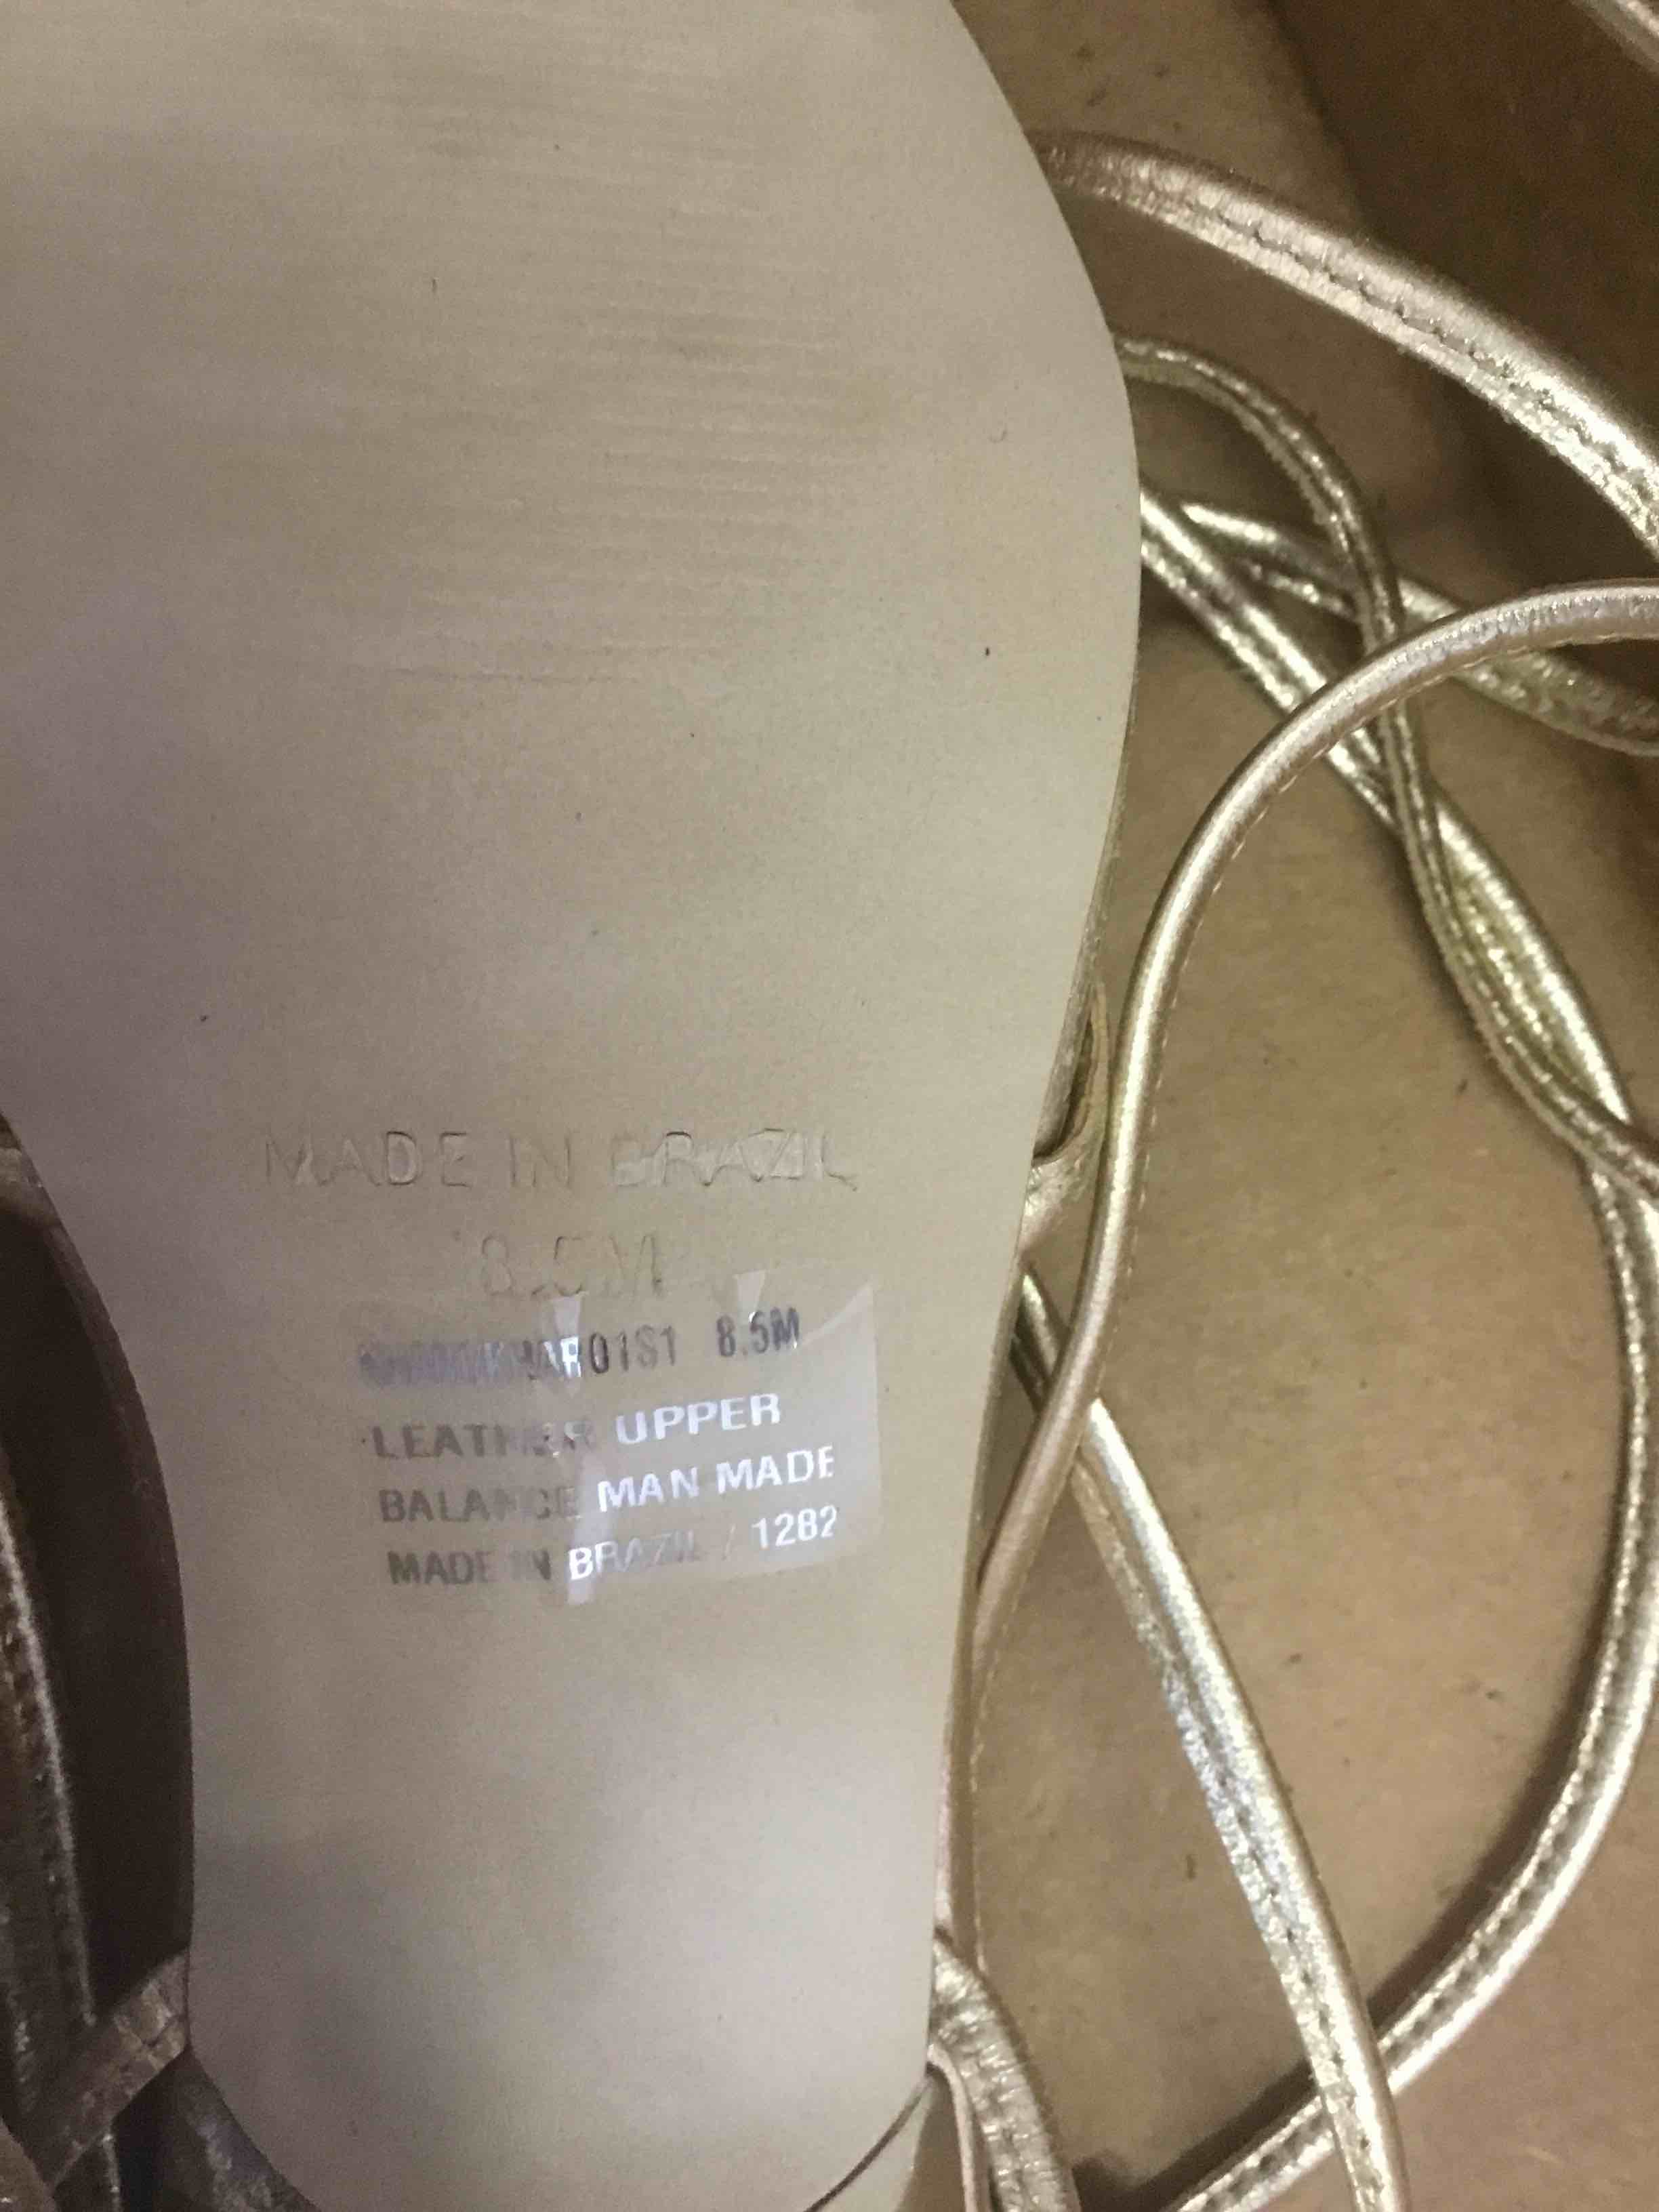 MADE IN BRAZIL
8.5M
8.5M
LEATHER UPPER
BALANCE MAN MADE
MADE IN BRAZIL / 1282